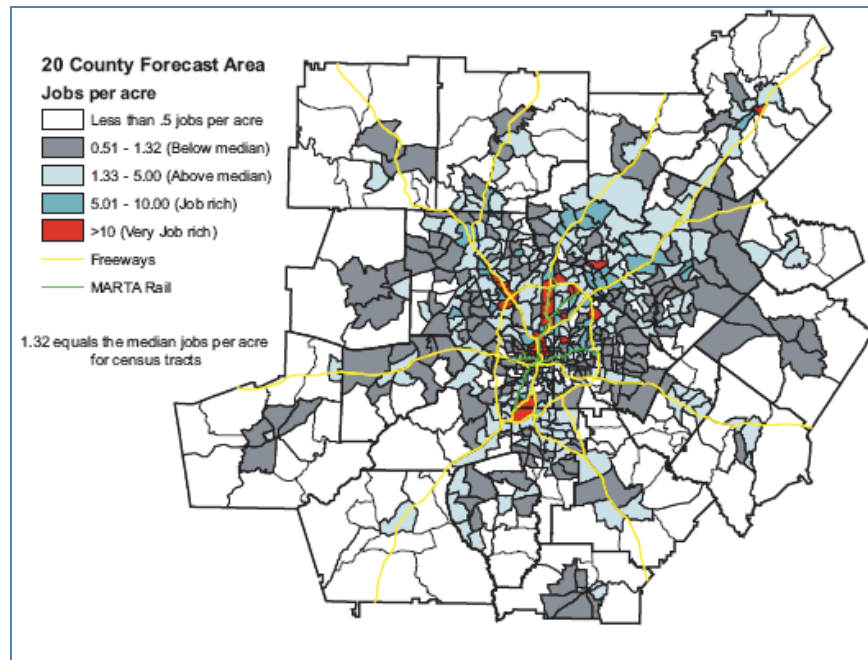 20 County Forecast Area
Jobs per acre
Less than .5 jobs per acre
0.51 - 1.32 (Below median)
1.33 - 5.00 (Above median)
5.01 - 10.00 (Job rich)
>10 (Very Job rich)
Freeways
MARTA Rail
1.32 equals the median jobs per acre
for census tracts